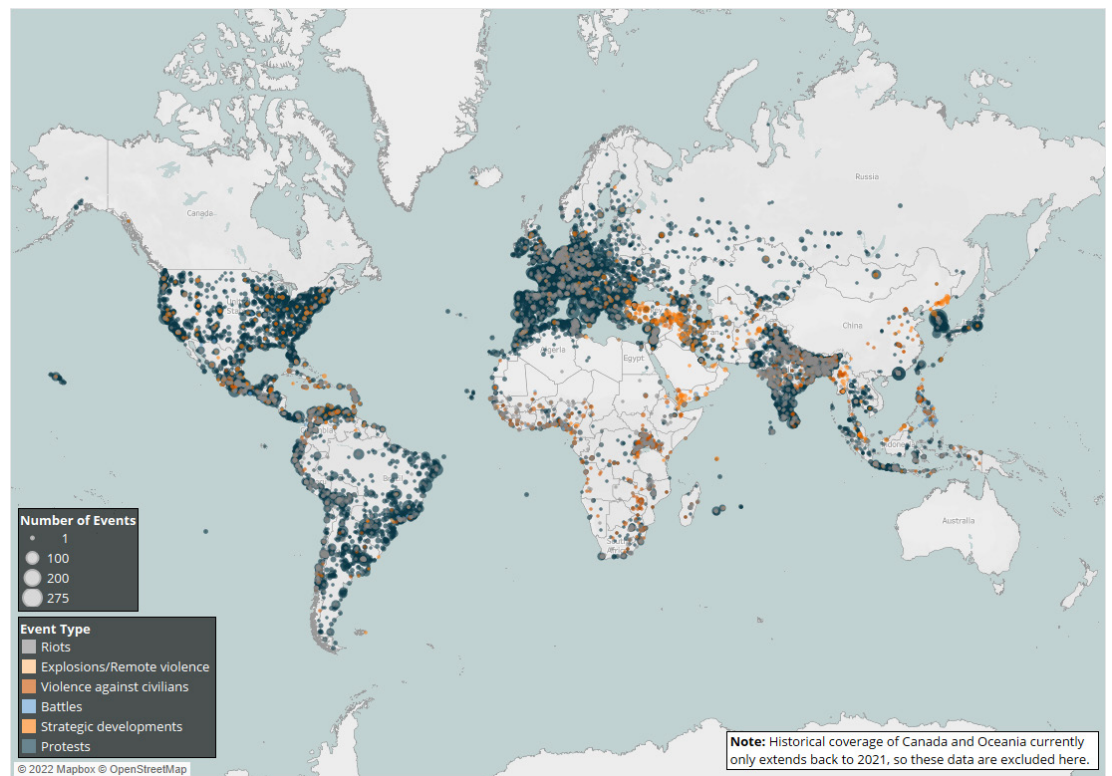 Russia
Canada
China
Algeria
Egypt
Australia
Number of Events
1
100
200
275
Event Type
Riots
Explosions/Remote violence
Violence against civilians
Battles
Strategic developments
Protests
Note: Historical coverage of Canada and Oceania currently
only extends back to 2021, so these data are excluded here.
© 2022 Mapbox © OpenStreetMap